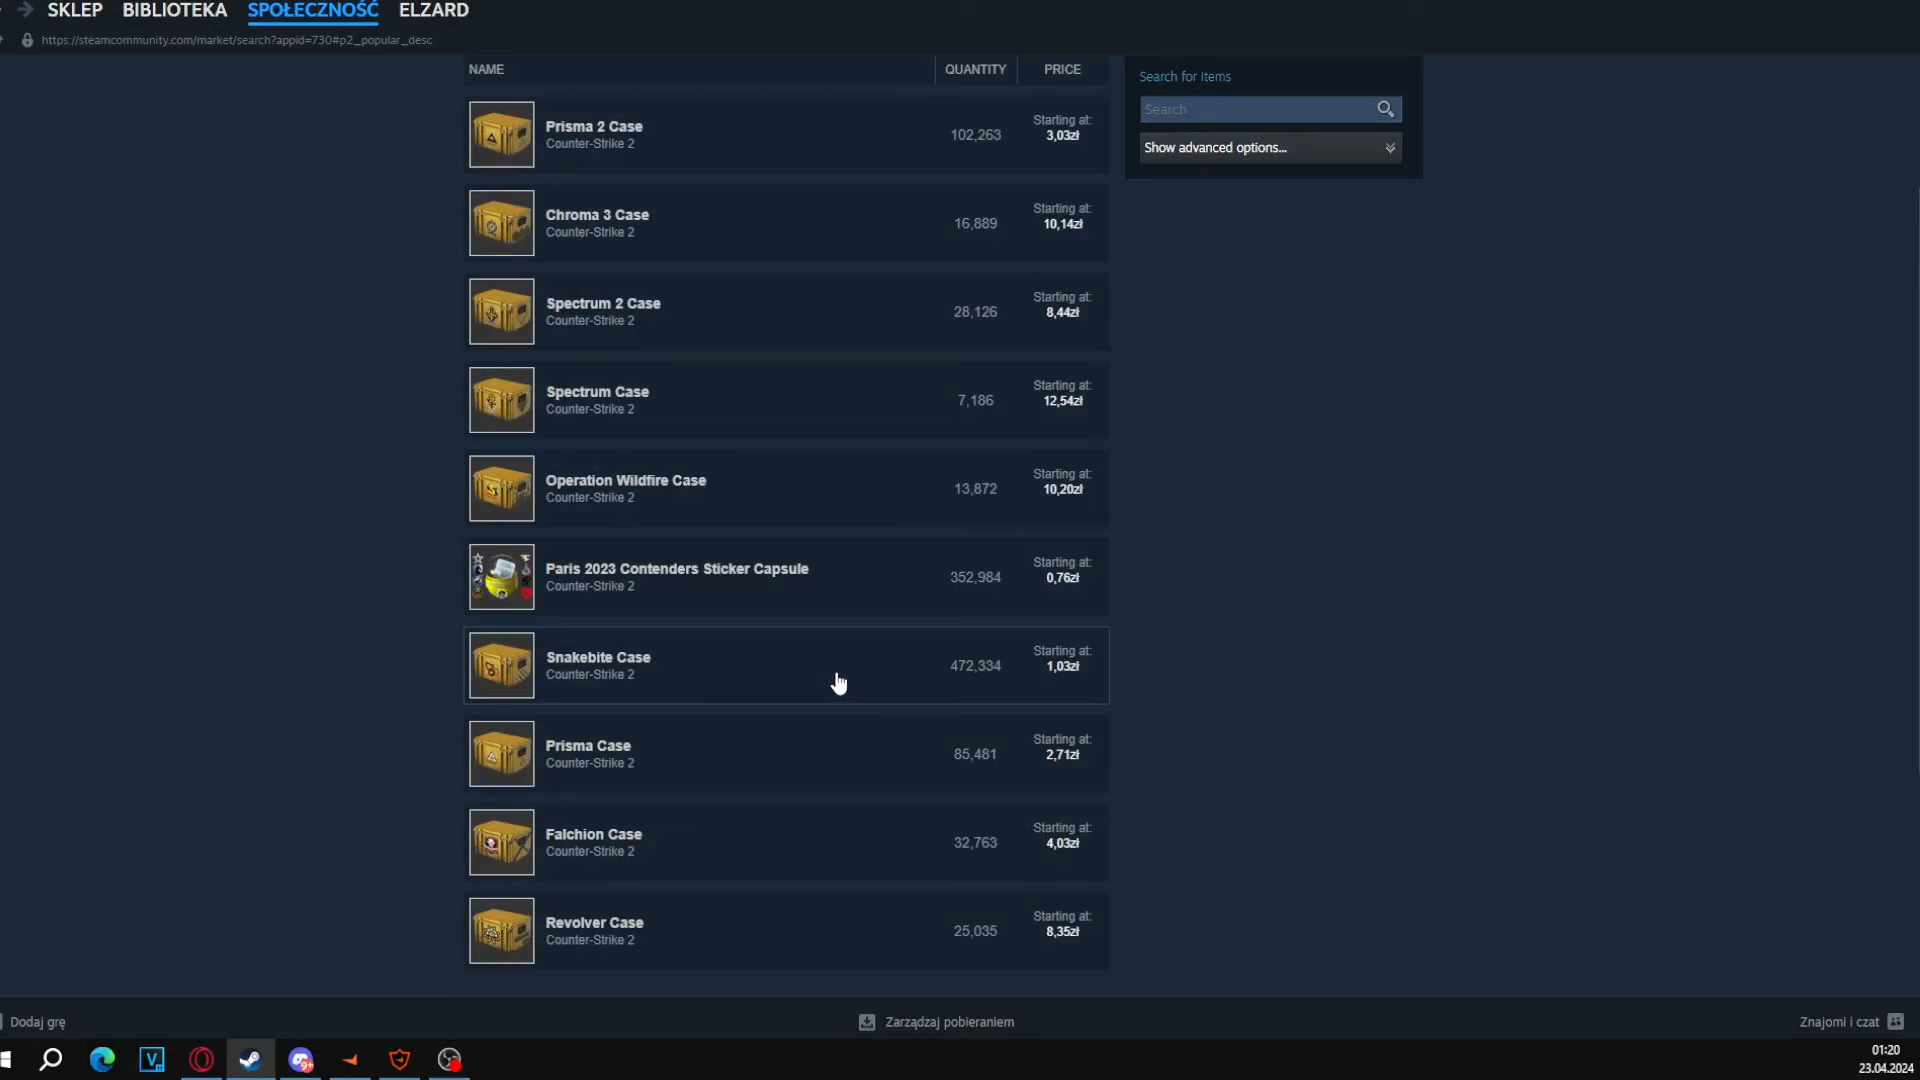 SKLEP BIBLIOTEKA SPOŁECZNOŚĆ ELZARD
https://steamcommunity.com/market/search?appid=730#p2_popular_desc
NAME QUANTITY PRICE
Search for Items
Search
Show advanced options...
Prisma 2 Case
Counter-Strike 2
102,263
Starting at:
3,03zł
Chroma 3 Case
Counter-Strike 2
16,889
Starting at:
10,14zł
Spectrum 2 Case
Counter-Strike 2
28,126
Starting at:
8,44zł
Spectrum Case
Counter-Strike 2
7,186
Starting at:
12,54zł
Operation Wildfire Case
Counter-Strike 2
13,872
Starting at:
10,20zł
Paris 2023 Contenders Sticker Capsule
Counter-Strike 2
352,984
Starting at:
0,76zł
Snakebite Case
Counter-Strike 2
472,334
Starting at:
1,03zł
Prisma Case
Counter-Strike 2
85,481
Starting at:
2,71zł
Falchion Case
Counter-Strike 2
32,763
Starting at:
4,03zł
Revolver Case
Counter-Strike 2
25,035
Starting at:
8,35zł
Dodaj grę
Zarządzaj pobieraniem
Znajomi i czat
V
9+
01:20
23.04.2024